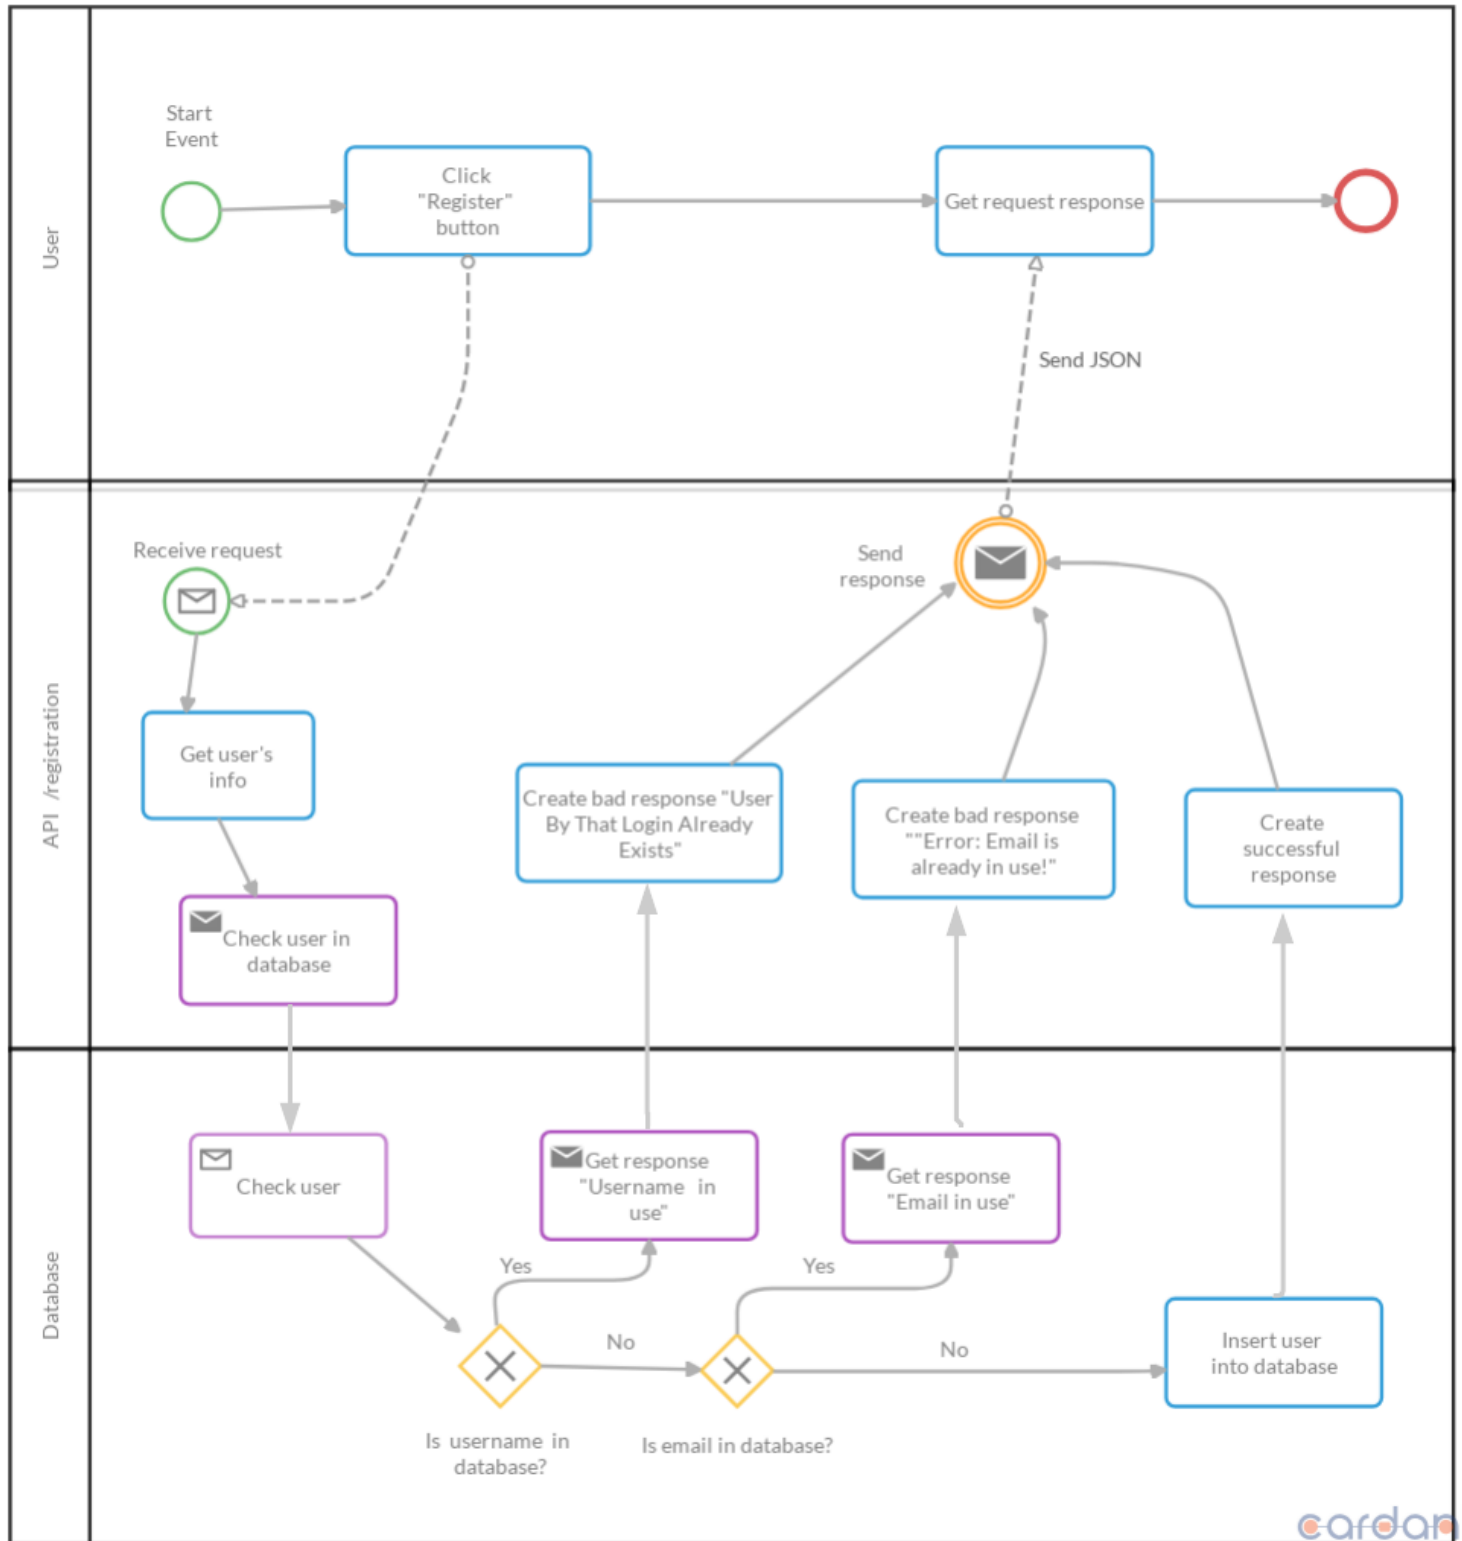 User
Start
Event
Click
"Register"
button
Get request response
Send JSON
API /registration
Receive request
Send
response
Get user's
info
Create bad response "User
By That Login Already
Exists"
Create bad response
""Error: Email is
already in use!"
Create
successful
response
Check user in
database
Database
Check user
Get response
"Username in
use"
Get response
"Email in use"
Yes
Yes
No
No
Insert user
into database
Is username in
database?
Is email in database?
cardan